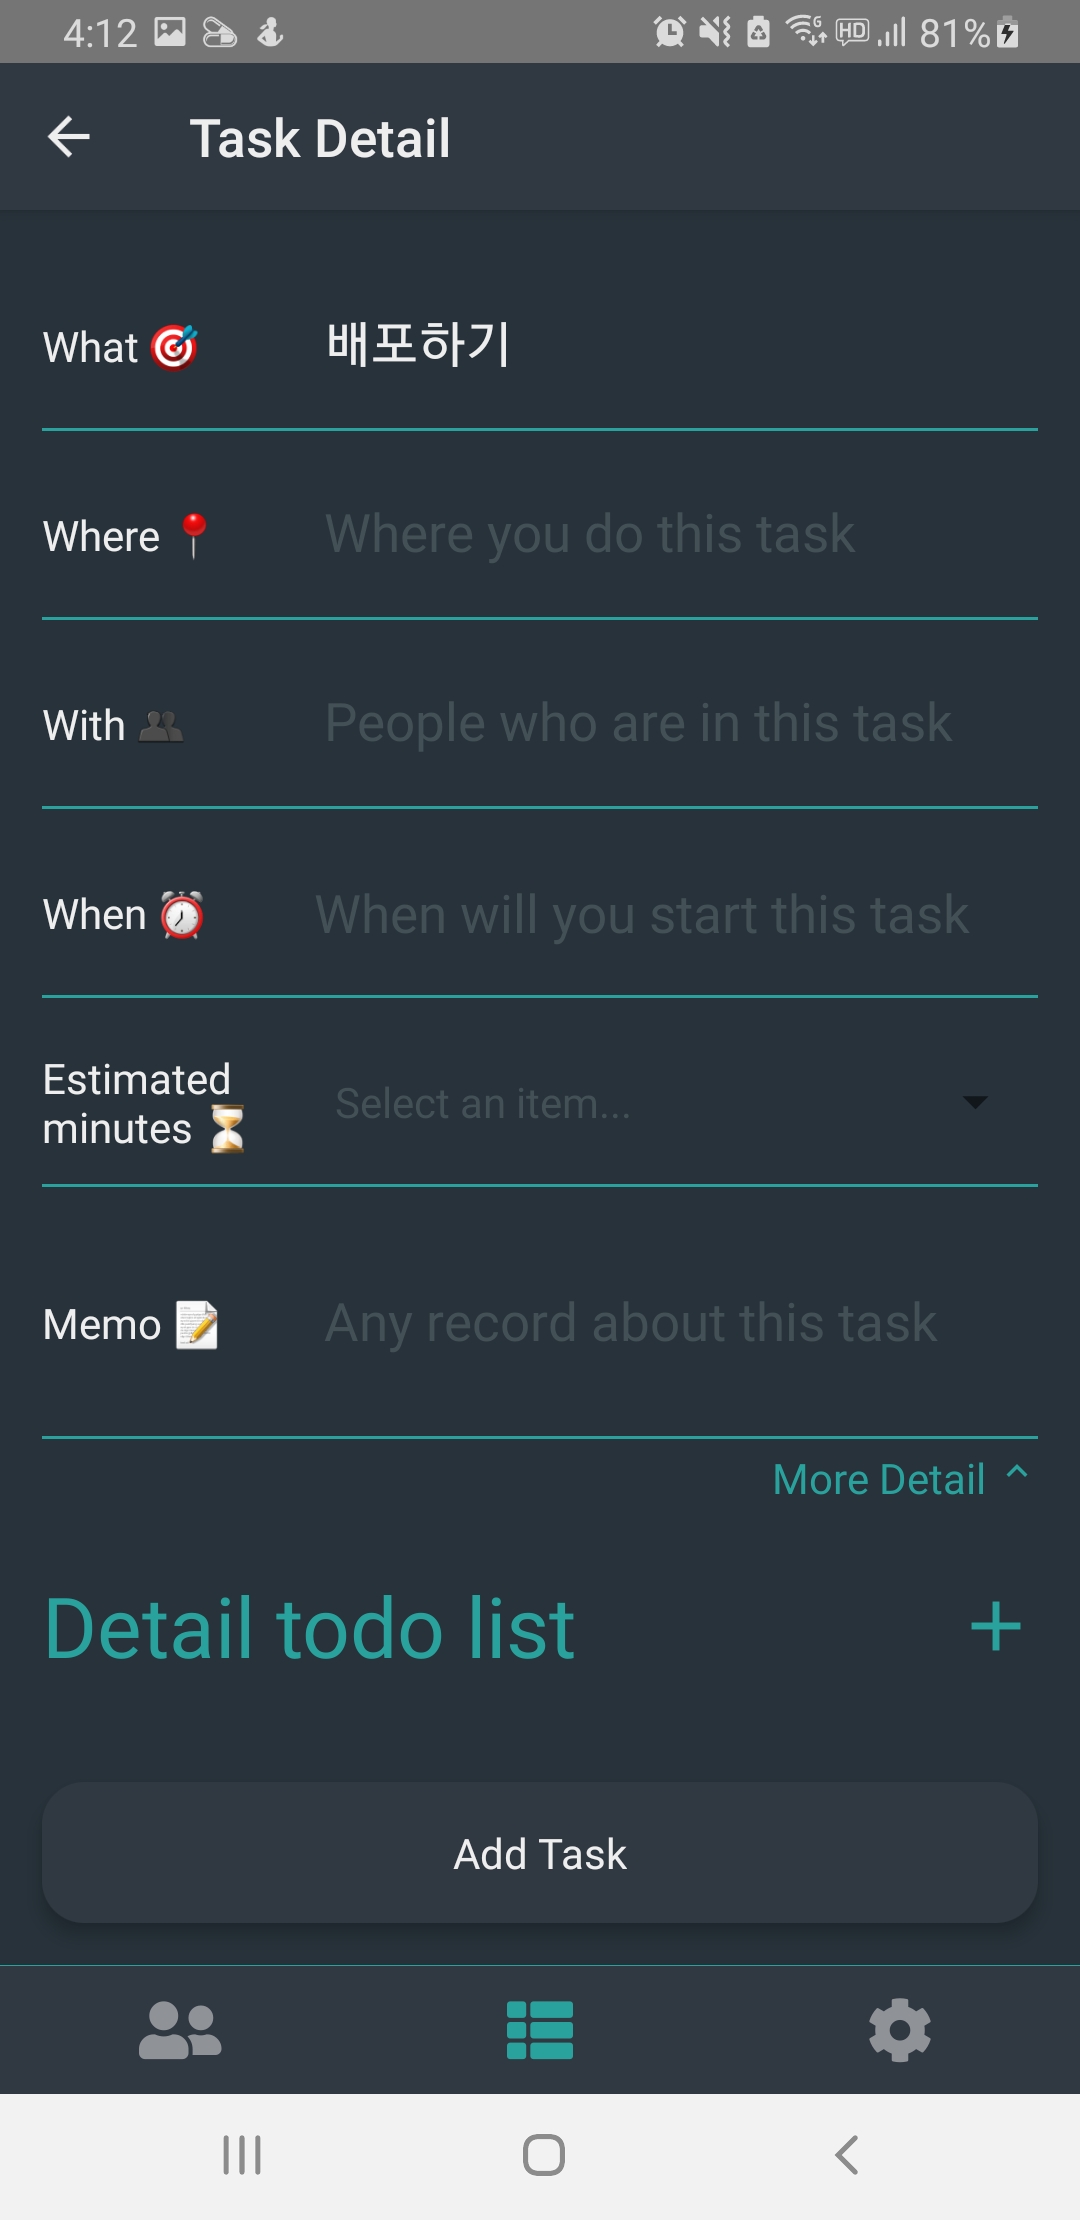 4:12 81%
Task Detail
What 배포하기
Where Where you do this task
With People who are in this task
When When will you start this task
Estimated
minutes Select an item...
Memo Any record about this task
More Detail
Detail todo list
Add Task